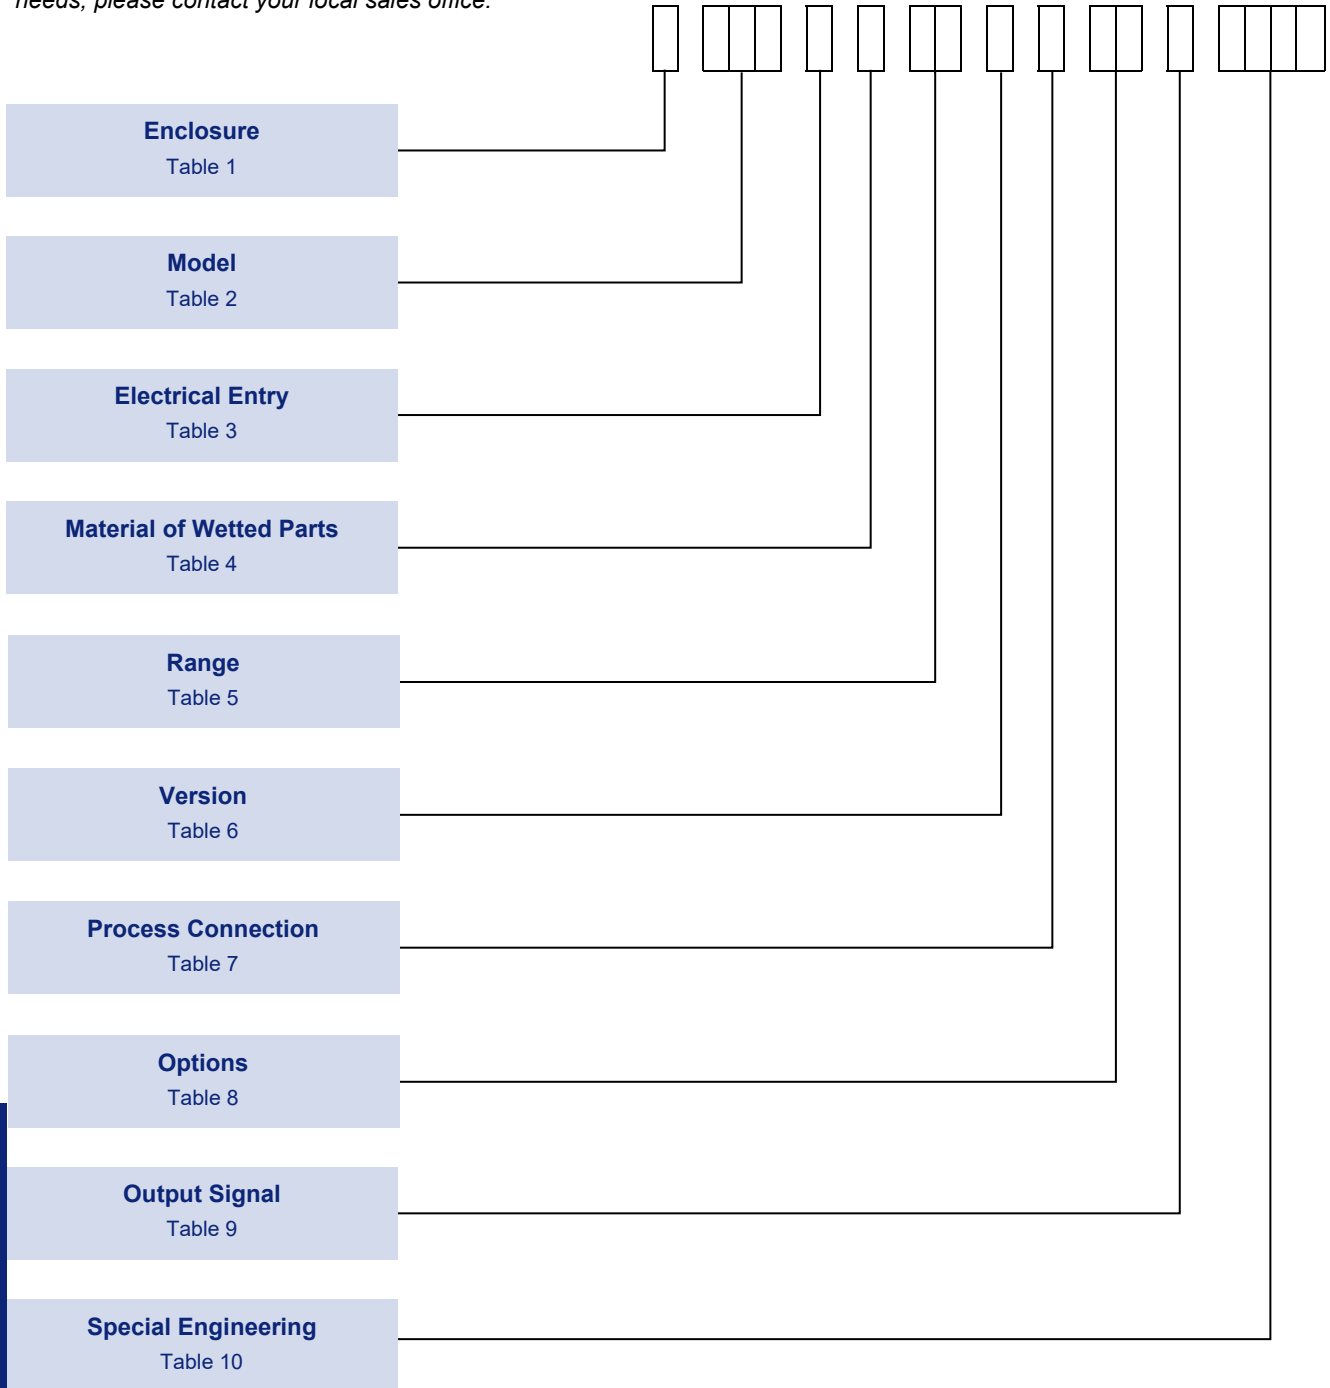 needs, please contact your local sales office.
Enclosure
Table 1
Model
Table 2
Electrical Entry
Table 3
Material of Wetted Parts
Table 4
Range
Table 5
Version
Table 6
Process Connection
Table 7
Options
Table 8
Output Signal
Table 9
Special Engineering
Table 10